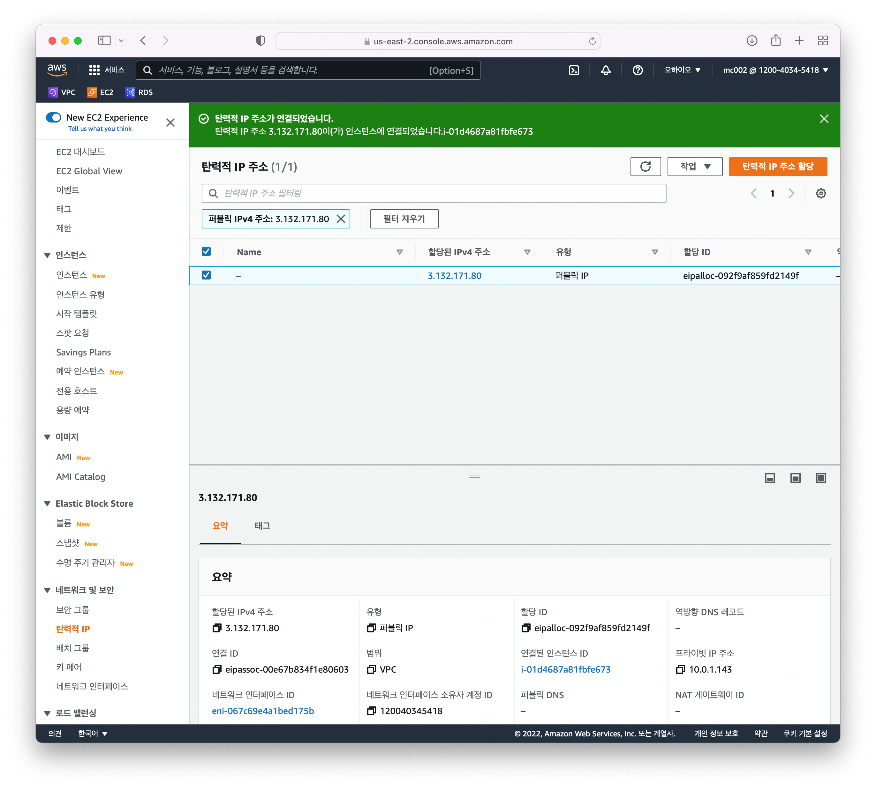 us-east-2.console.aws.amazon.com
aws
서비스
서비스, 기능, 블로그, 설명서 등을 검색합니다.
[Option+S]
오하이오 ▼
mc002 @ 1200-4034-5418 ▼
VPC
EC2
RDS
New EC2 Experience
Tell us what you think
EC2 대시보드
EC2 Global View
이벤트
태그
제한
인스턴스
인스턴스 New
인스턴스 유형
시작 템플릿
스팟 요청
Savings Plans
예약 인스턴스 New
전용 호스트
용량 예약
이미지
AMI New
AMI Catalog
Elastic Block Store
볼륨 New
스냅샷 New
수명 주기 관리자 New
네트워크 및 보안
보안 그룹
탄력적 IP
배치 그룹
키 페어
네트워크 인터페이스
로드 밸런싱
탄력적 IP 주소가 연결되었습니다.
탄력적 IP 주소 3.132.171.80이(가) 인스턴스에 연결되었습니다.i-01d4687a81fbfe673
탄력적 IP 주소 (1/1)
작업 ▼
탄력적 IP 주소 할당
탄력적 IP 주소 필터링
1
퍼블릭 IPv4 주소: 3.132.171.80
필터 지우기
Name
할당된 IPv4 주소
유형
할당 ID
–
3.132.171.80
퍼블릭 IP
eipalloc-092f9af859fd2149f
–
3.132.171.80
요약
태그
요약
할당된 IPv4 주소
3.132.171.80
유형
퍼블릭 IP
할당 ID
eipalloc-092f9af859fd2149f
역방향 DNS 레코드
–
연결 ID
eipassoc-00e67b834f1e80603
범위
VPC
연결된 인스턴스 ID
i-01d4687a81fbfe673
프라이빗 IP 주소
10.0.1.143
네트워크 인터페이스 ID
eni-067c69e4a1bed175b
네트워크 인터페이스 소유자 계정 ID
120040345418
퍼블릭 DNS
–
NAT 게이트웨이 ID
–
의견
한국어 ▼
© 2022, Amazon Web Services, Inc. 또는 계열사.
개인 정보 보호
약관
쿠키 기본 설정